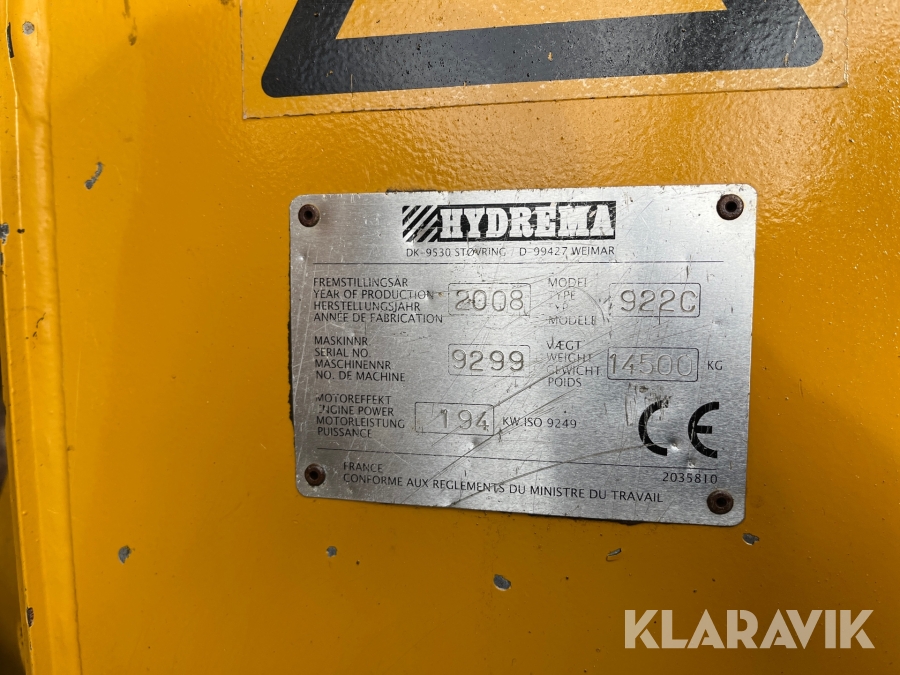 HYDREMA
DK-9530 STØVRING / D-99427 WEIMAR
FREMSTILLINGSÅR
YEAR OF PRODUCTION
HERSTELLUNGSJAHR
ANNEE DE FABRICATION
2008
MODEL
TYPE
MODELE
922C
MASKINNR
SERIAL NO.
MASCHINENNR
NO. DE MACHINE
9299
VÆGT
WEIGHT
GEWICHT
POIDS
14500 KG
MOTOREFFEKT
ENGINE POWER
MOTORLEISTUNG
PUISSANCE
194 KW.ISO 9249
CE
FRANCE
2035810
CONFORME AUX REGLEMENTS DU MINISTRE DU TRAVAIL
KLARAVIK